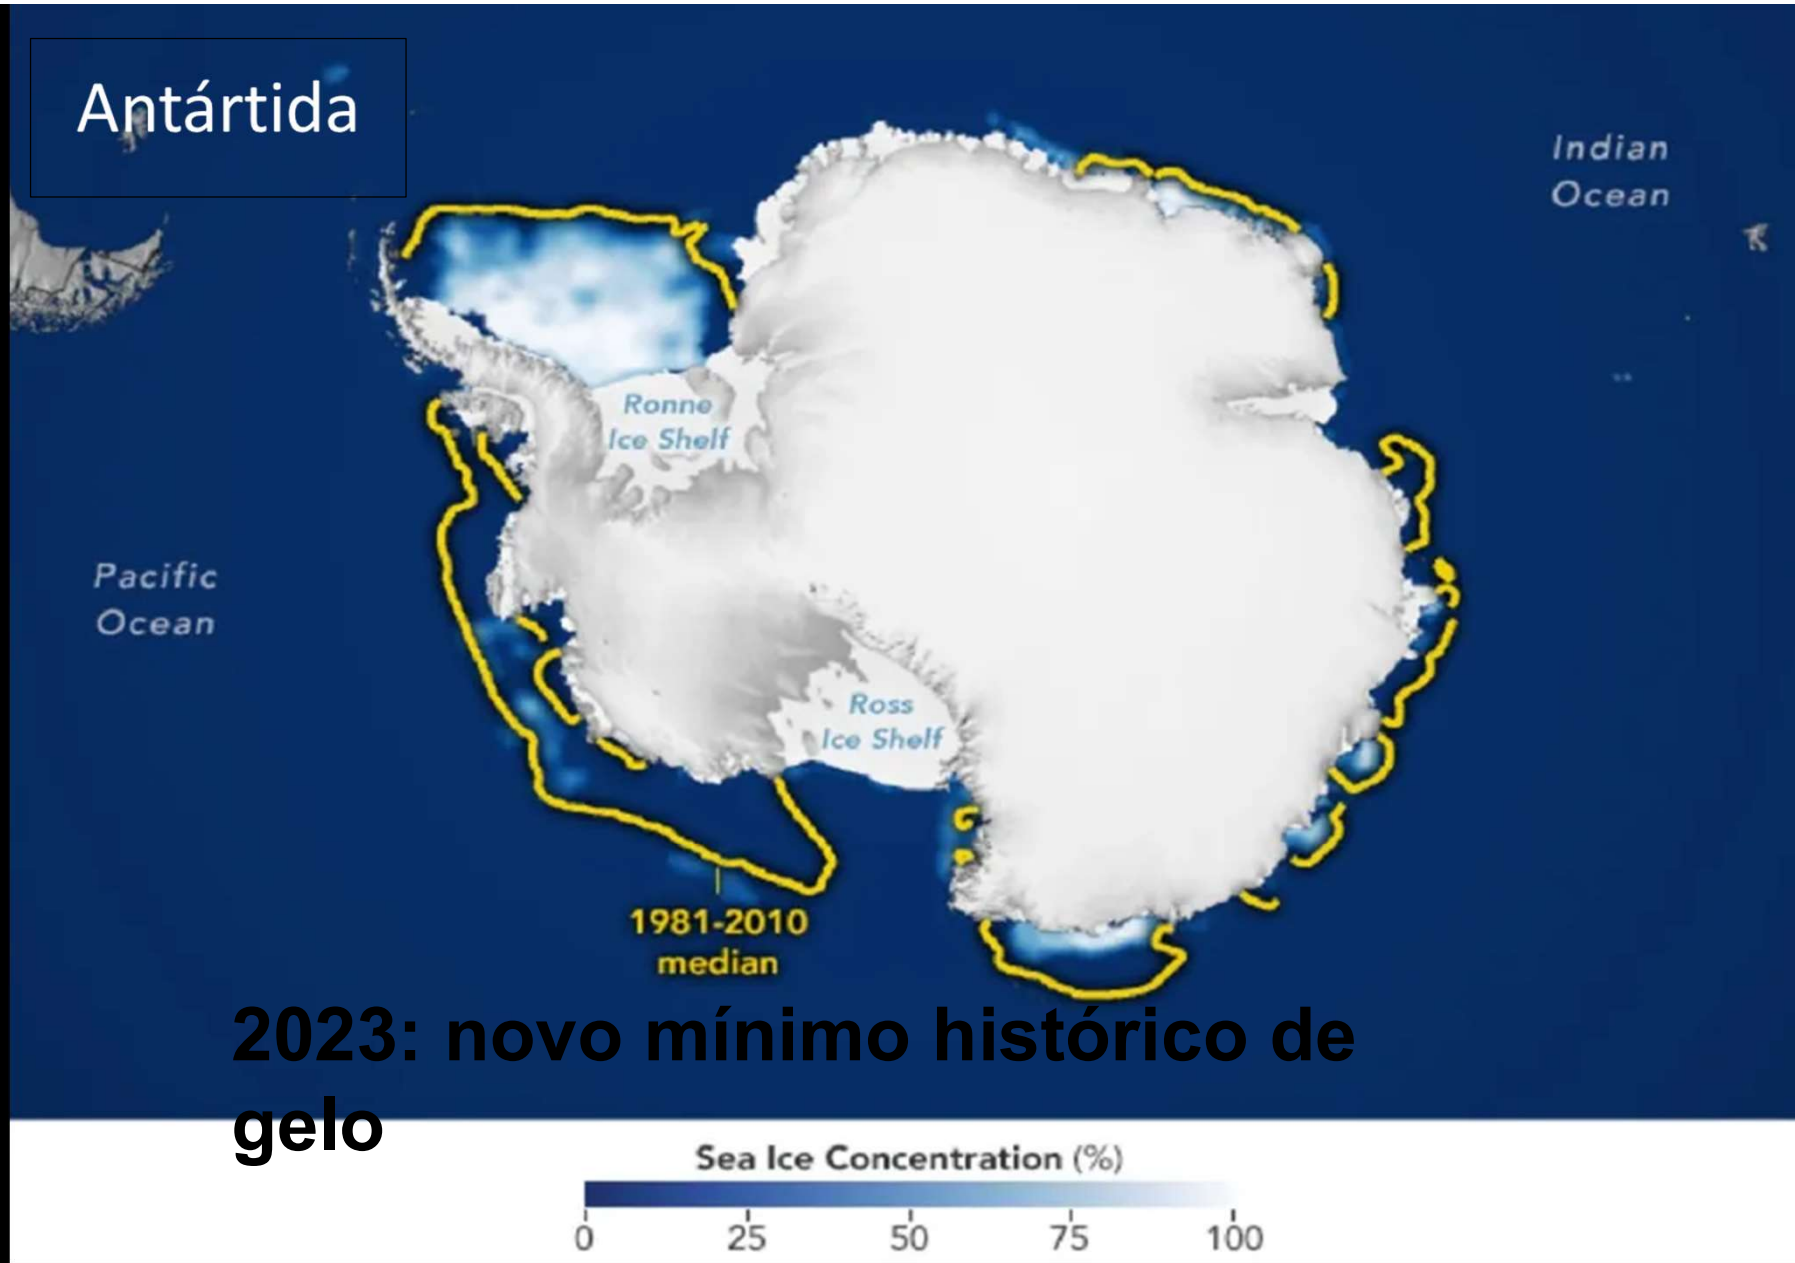 Antártida
Indian
Ocean
Ronne
Ice Shelf
Pacific
Ocean
Ross
Ice Shelf
1981-2010
median
2023: novo mínimo histórico de
gelo
Sea Ice Concentration (%)
0 25 50 75 100